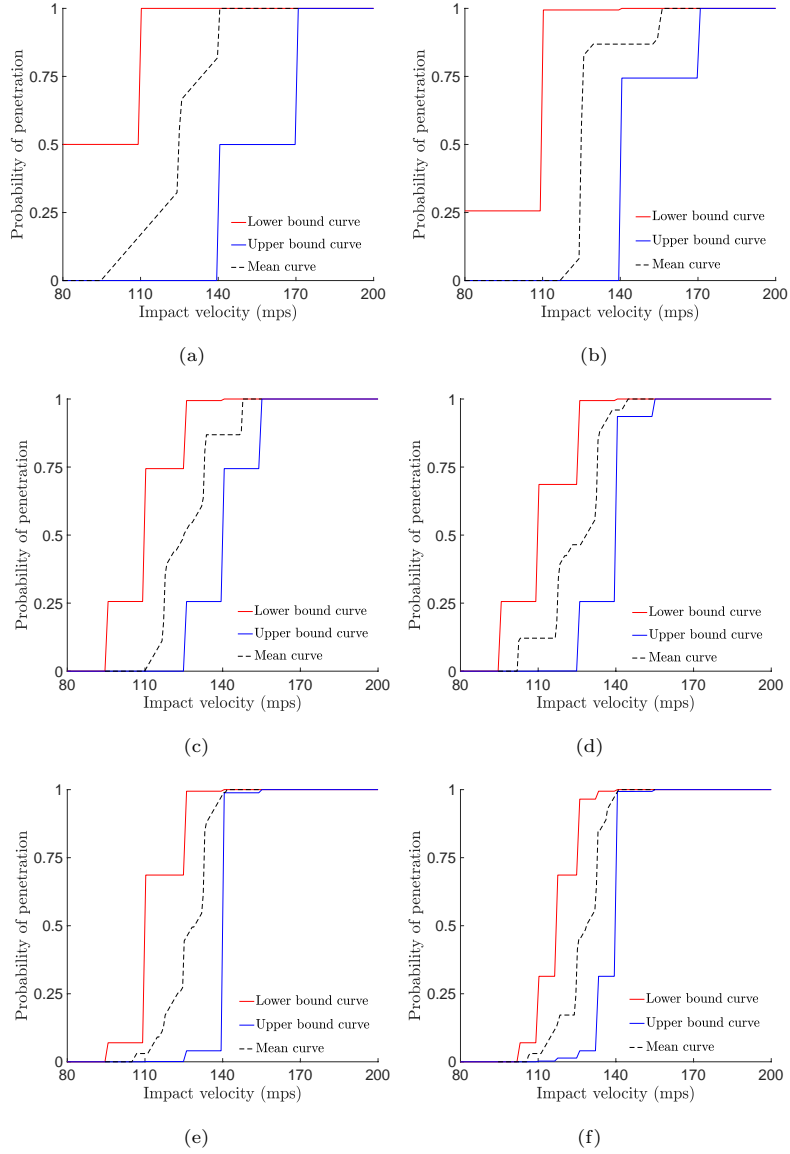 1
0.75
0.5
0.25
0
80
110
140
170
200
Probability of penetration
Impact velocity (mps)
Lower bound curve
Upper bound curve
Mean curve
(a)
1
0.75
0.5
0.25
0
80
110
140
170
200
Probability of penetration
Impact velocity (mps)
Lower bound curve
Upper bound curve
Mean curve
(b)
1
0.75
0.5
0.25
0
80
110
140
170
200
Probability of penetration
Impact velocity (mps)
Lower bound curve
Upper bound curve
Mean curve
(c)
1
0.75
0.5
0.25
0
80
110
140
170
200
Probability of penetration
Impact velocity (mps)
Lower bound curve
Upper bound curve
Mean curve
(d)
1
0.75
0.5
0.25
0
80
110
140
170
200
Probability of penetration
Impact velocity (mps)
Lower bound curve
Upper bound curve
Mean curve
(e)
1
0.75
0.5
0.25
0
80
110
140
170
200
Probability of penetration
Impact velocity (mps)
Lower bound curve
Upper bound curve
Mean curve
(f)